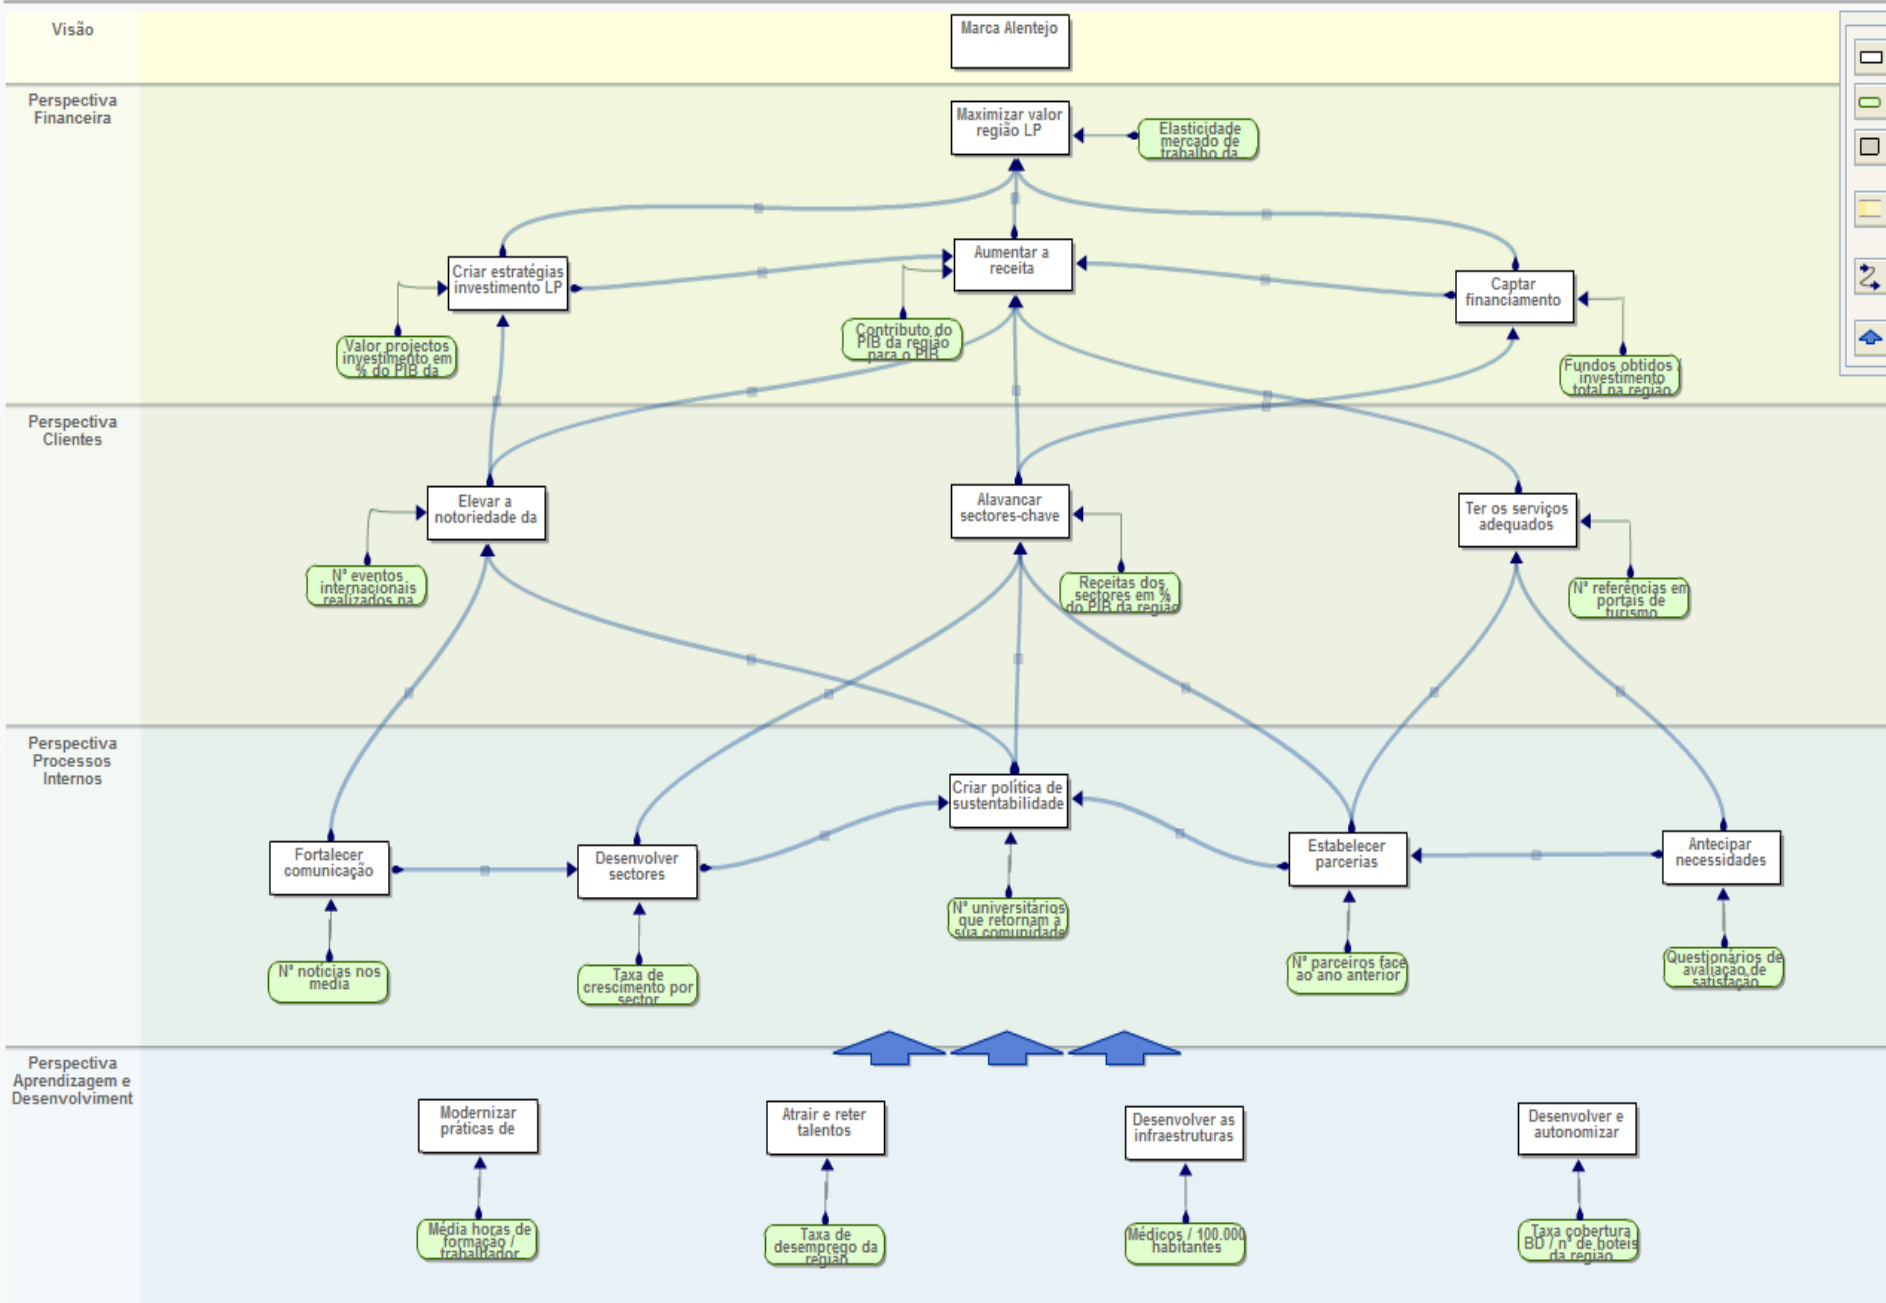 Visão
Marca Alentejo
Perspectiva
Financeira
Maximizar valor
região LP
Elasticidade
mercado de
trabalho da
Criar estratégias
investimento LP
Aumentar a
receita
Captar
financiamento
Valor projectos
investimento em
% do PIB da
Contributo do
PIB da região
para o PIB
Fundos obtidos /
investimento
total na região
Perspectiva
Clientes
Elevar a
notoriedade da
Alavancar
sectores-chave
Ter os serviços
adequados
Nº eventos
internacionais
realizados na
Receitas dos
sectores em %
do PIB da região
Nº referências em
portais de
turismo
Perspectiva
Processos
Internos
Criar política de
sustentabilidade
Fortalecer
comunicação
Desenvolver
sectores
Estabelecer
parcerias
Antecipar
necessidades
Nº universitários
que retornam à
sua comunidade
Nº notícias nos
média
Taxa de
crescimento por
sector
Nº parceiros face
ao ano anterior
Questionários de
avaliação de
satisfação
Perspectiva
Aprendizagem e
Desenvolviment
Modernizar
práticas de
Atrair e reter
talentos
Desenvolver as
infraestruturas
Desenvolver e
autonomizar
Média horas de
formação /
trabalhador
Taxa de
desemprego da
região
Médicos / 100.000
habitantes
Taxa cobertura
BD / nº de hoteis
da região